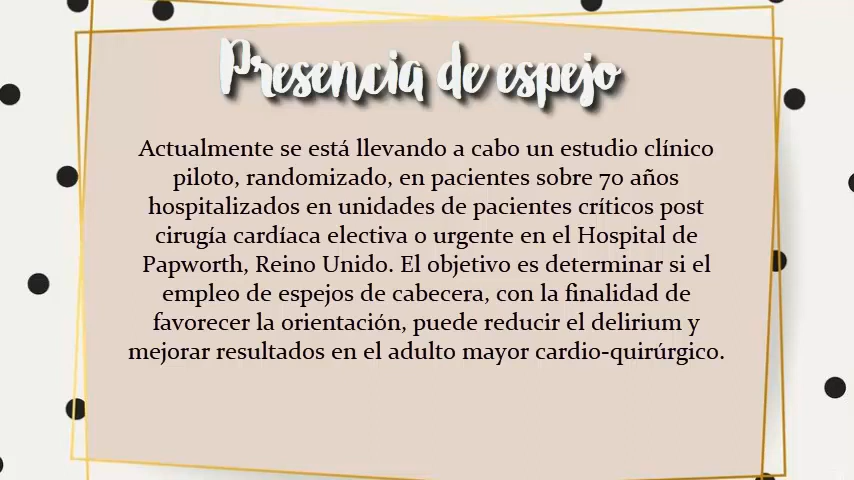 Presencia de espejo
Actualmente se está llevando a cabo un estudio clínico
piloto, randomizado, en pacientes sobre 70 años
hospitalizados en unidades de pacientes críticos post
cirugía cardíaca electiva o urgente en el Hospital de
Papworth, Reino Unido. El objetivo es determinar si el
empleo de espejos de cabecera, con la finalidad de
favorecer la orientación, puede reducir el delirium y
mejorar resultados en el adulto mayor cardio-quirúrgico.